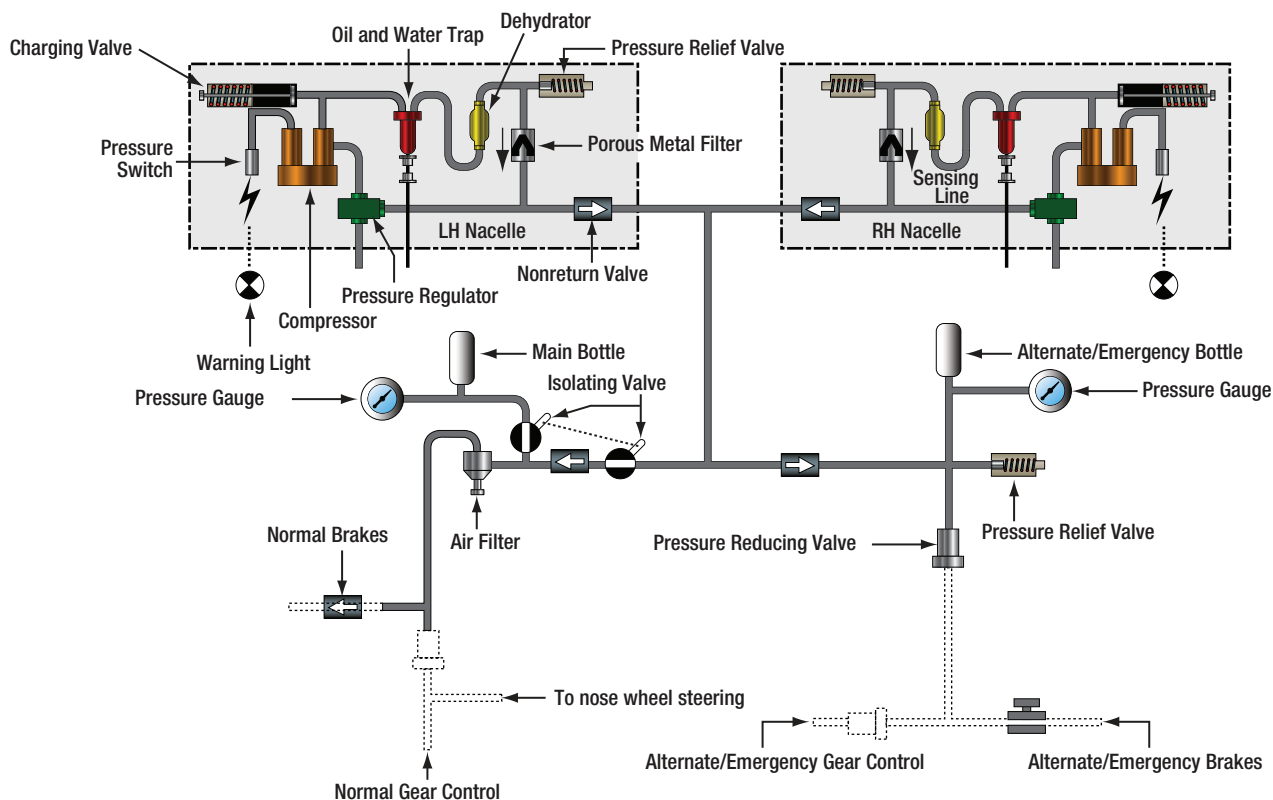 Dehydrator
Oil and Water Trap
Charging Valve
Pressure Relief Valve
Pressure
Switch
Porous Metal Filter
Sensing
Line
LH Nacelle
RH Nacelle
Nonreturn Valve
Pressure Regulator
Compressor
Warning Light
Main Bottle
Alternate/Emergency Bottle
Isolating Valve
Pressure Gauge
Pressure Gauge
Normal Brakes
Air Filter
Pressure Reducing Valve
Pressure Relief Valve
To nose wheel steering
Alternate/Emergency Gear Control
Alternate/Emergency Brakes
Normal Gear Control